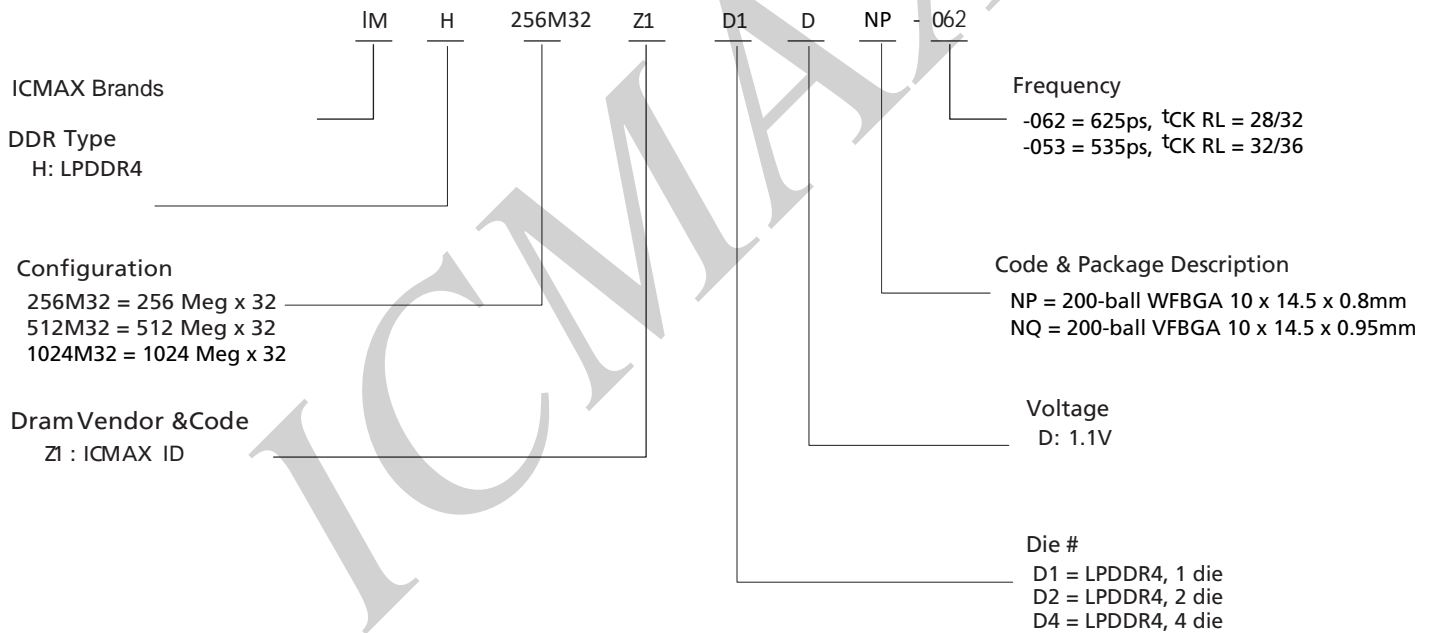 IM H 256M32 Z1 D1 D NP - 062
ICMAX Brands
DDR Type
H: LPDDR4
Configuration
256M32 = 256 Meg x 32
512M32 = 512 Meg x 32
1024M32 = 1024 Meg x 32
Dram Vendor &Code
Z1 : ICMAX ID
Frequency
-062 = 625ps, tCK RL = 28/32
-053 = 535ps, tCK RL = 32/36
Code & Package Description
NP = 200-ball WFBGA 10 x 14.5 x 0.8mm
NQ = 200-ball VFBGA 10 x 14.5 x 0.95mm
Voltage
D: 1.1V
Die #
D1 = LPDDR4, 1 die
D2 = LPDDR4, 2 die
D4 = LPDDR4, 4 die
ICMAX